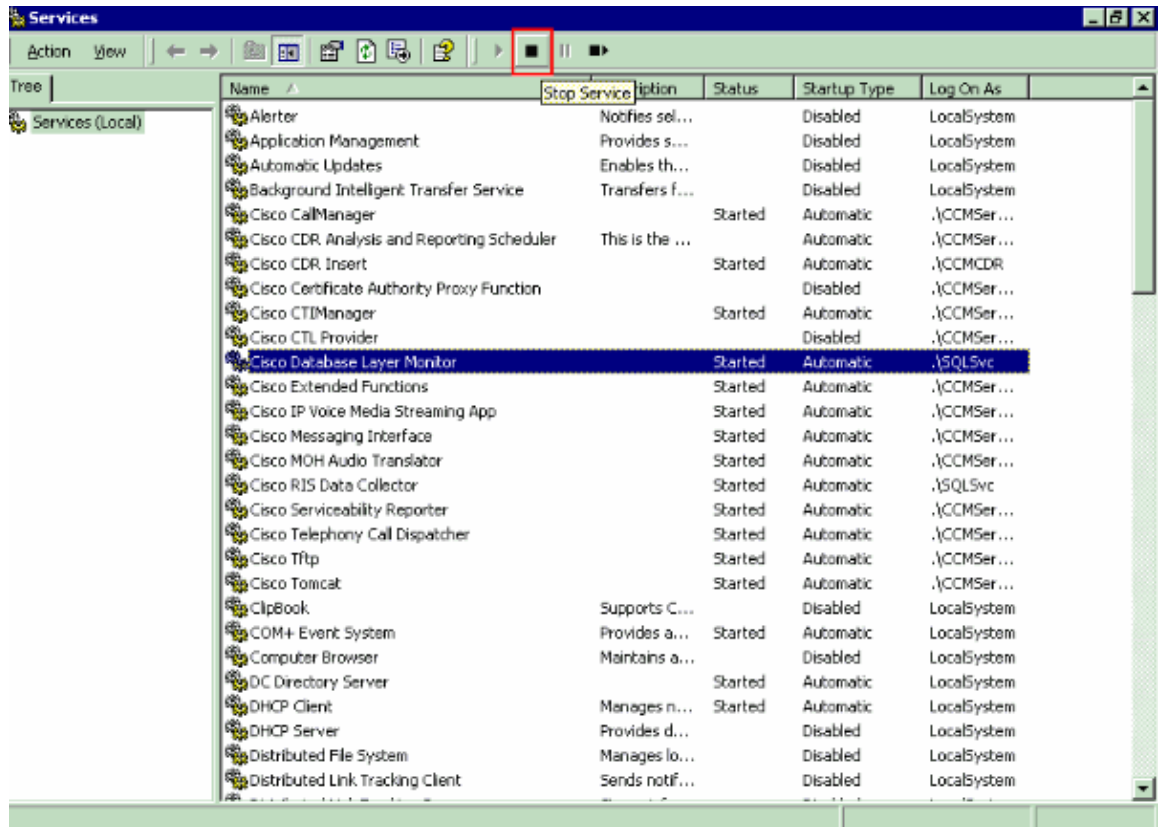 Services
Action View
Tree
Name Description Status Startup Type Log On As
Stop Service
Services (Local)
Alerter Notifies sel... Disabled LocalSystem
Application Management Provides s... Disabled LocalSystem
Automatic Updates Enables th... Disabled LocalSystem
Background Intelligent Transfer Service Transfers f... Disabled LocalSystem
Cisco CallManager Started Automatic .\CCMSer...
Cisco CDR Analysis and Reporting Scheduler This is the ... Automatic .\CCMSer...
Cisco CDR Insert Started Automatic .\CCMCDR
Cisco Certificate Authority Proxy Function Disabled .\CCMSer...
Cisco CTIManager Started Automatic .\CCMSer...
Cisco CTL Provider Disabled .\CCMSer...
Cisco Database Layer Monitor Started Automatic .\SQLSvc
Cisco Extended Functions Started Automatic .\CCMSer...
Cisco IP Voice Media Streaming App Started Automatic .\CCMSer...
Cisco Messaging Interface Started Automatic .\CCMSer...
Cisco MOH Audio Translator Started Automatic .\CCMSer...
Cisco RIS Data Collector Started Automatic .\SQLSvc
Cisco Serviceability Reporter Started Automatic .\CCMSer...
Cisco Telephony Call Dispatcher Started Automatic .\CCMSer...
Cisco Tftp Started Automatic .\CCMSer...
Cisco Tomcat Started Automatic .\CCMSer...
ClipBook Supports C... Disabled LocalSystem
COM+ Event System Provides a... Started Automatic LocalSystem
Computer Browser Maintains a... Disabled LocalSystem
DC Directory Server Started Automatic LocalSystem
DHCP Client Manages n... Started Automatic LocalSystem
DHCP Server Provides d... Disabled LocalSystem
Distributed File System Manages lo... Disabled LocalSystem
Distributed Link Tracking Client Sends notif... Disabled LocalSystem